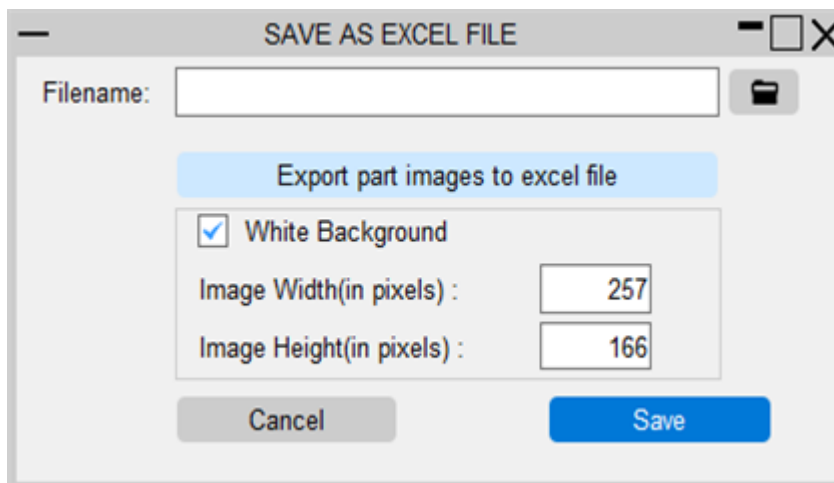 SAVE AS EXCEL FILE
Filename:
Export part images to excel file
White Background
Image Width(in pixels) : 257
Image Height(in pixels) : 166
Cancel Save